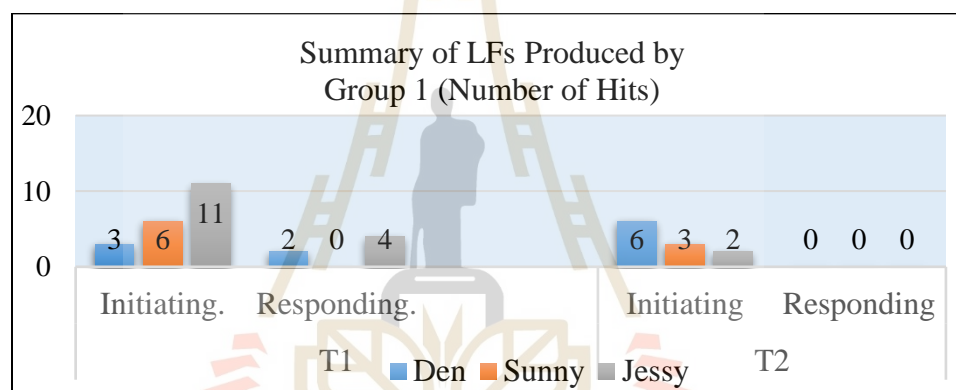 Summary of LFs Produced by
Group 1 (Number of Hits)
20
10
0
3 6 11 2 0 4 6 3 2 0 0 0
Initiating. Responding. Initiating Responding
T1 T2
Den Sunny Jessy